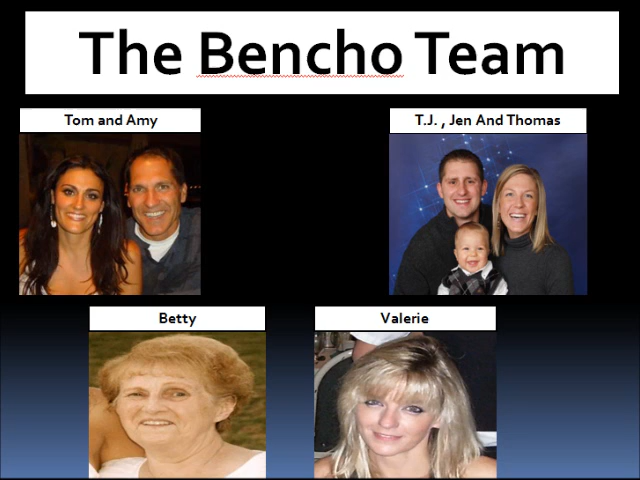 The Bencho Team
Tom and Amy
T.J. , Jen And Thomas
Betty
Valerie